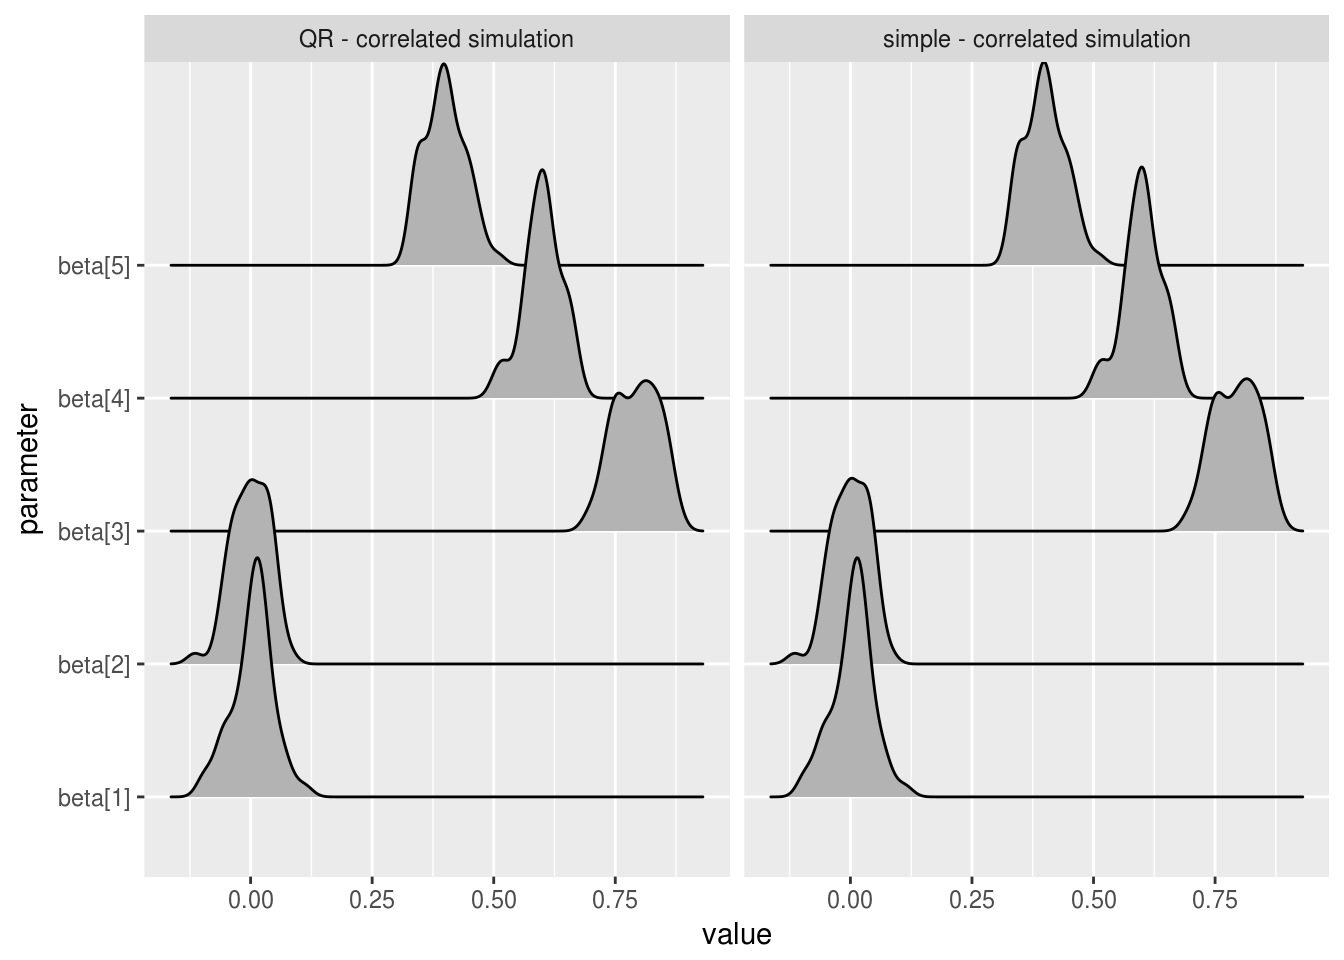 QR - correlated simulation
simple - correlated simulation
parameter
beta[5]
beta[4]
beta[3]
beta[2]
beta[1]
0.00 0.25 0.50 0.75
0.00 0.25 0.50 0.75
value